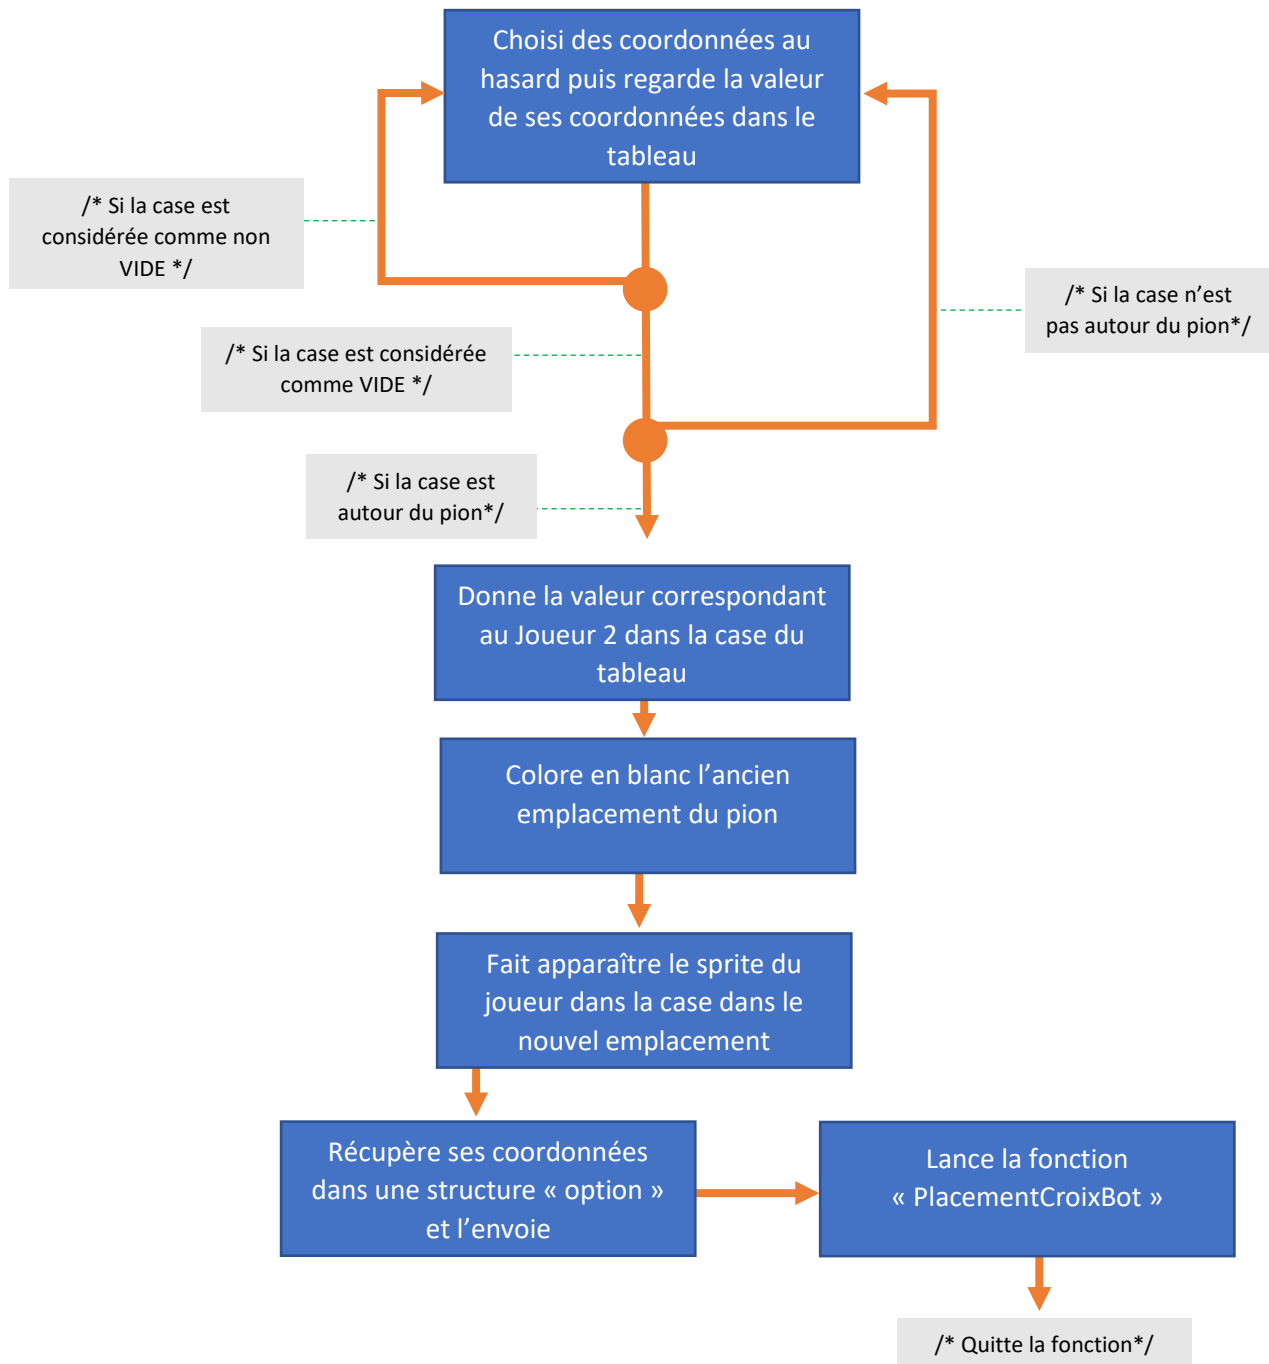 Choisi des coordonnées au
hasard puis regarde la valeur
de ses coordonnées dans le
tableau
/* Si la case est
considérée comme non
VIDE */
/* Si la case n’est
pas autour du pion*/
/* Si la case est considérée
comme VIDE */
/* Si la case est
autour du pion*/
Donne la valeur correspondant
au Joueur 2 dans la case du
tableau
Colore en blanc l’ancien
emplacement du pion
Fait apparaître le sprite du
joueur dans la case dans le
nouvel emplacement
Récupère ses coordonnées
dans une structure « option »
et l’envoie
Lance la fonction
« PlacementCroixBot »
/* Quitte la fonction*/